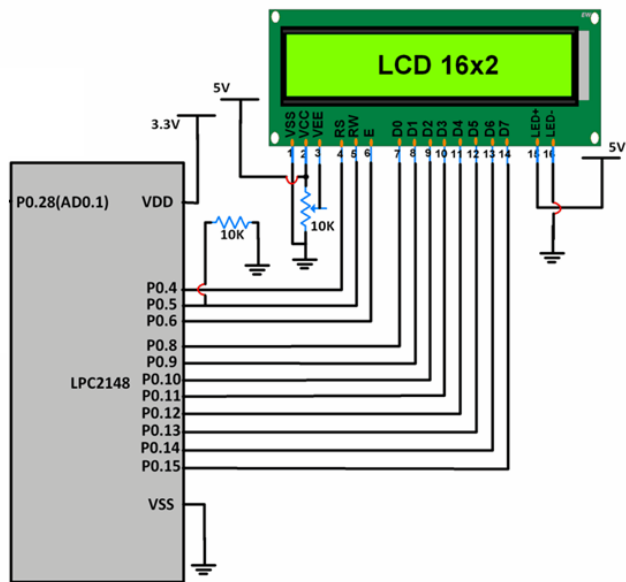 EW
LCD 16x2
5V
VSS
VCC
VEE
RS
RW
E
D0
D1
D2
D3
D4
D5
D6
D7
LED+
LED-
1 2 3 4 5 6 7 8 9 10 11 12 13 14 15 16
5V
3.3V
P0.28(AD0.1)
VDD
10K
10K
P0.4
P0.5
P0.6
P0.8
P0.9
LPC2148
P0.10
P0.11
P0.12
P0.13
P0.14
P0.15
VSS